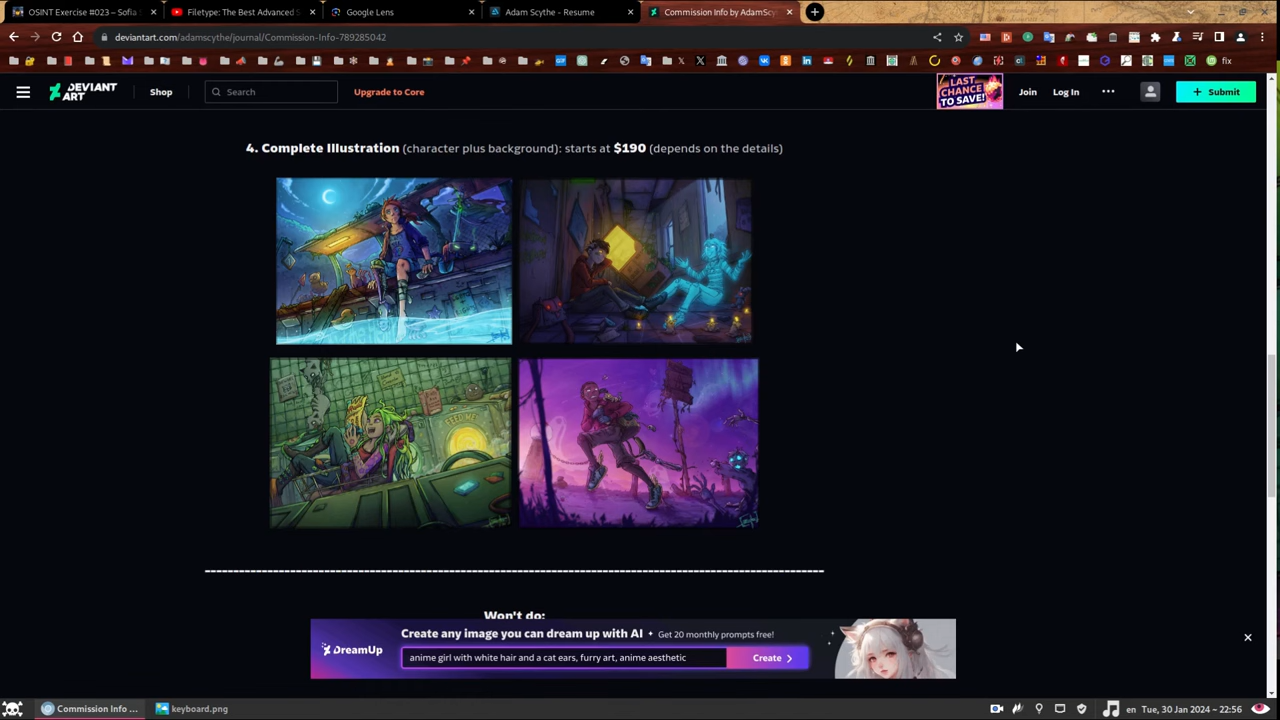 OSINT Exercise #023 – Sofia
Filetype: The Best Advanced S
Google Lens
Adam Scythe - Resume
Commission Info by AdamScy
deviantart.com/adamscythe/journal/Commission-Info-789285042
fix
DEVIANT ART
Shop
Search
Upgrade to Core
LAST CHANCE TO SAVE!
Join
Log In
Submit
4. Complete Illustration (character plus background): starts at $190 (depends on the details)
FEED ME
--------------------------------------------------------------------------------------------------------
Won't do:
DreamUp
Create any image you can dream up with AI
Get 20 monthly prompts free!
anime girl with white hair and a cat ears, furry art, anime aesthetic
Create
Commission Info ...
keyboard.png
en
Tue, 30 Jan 2024 ~ 22:56